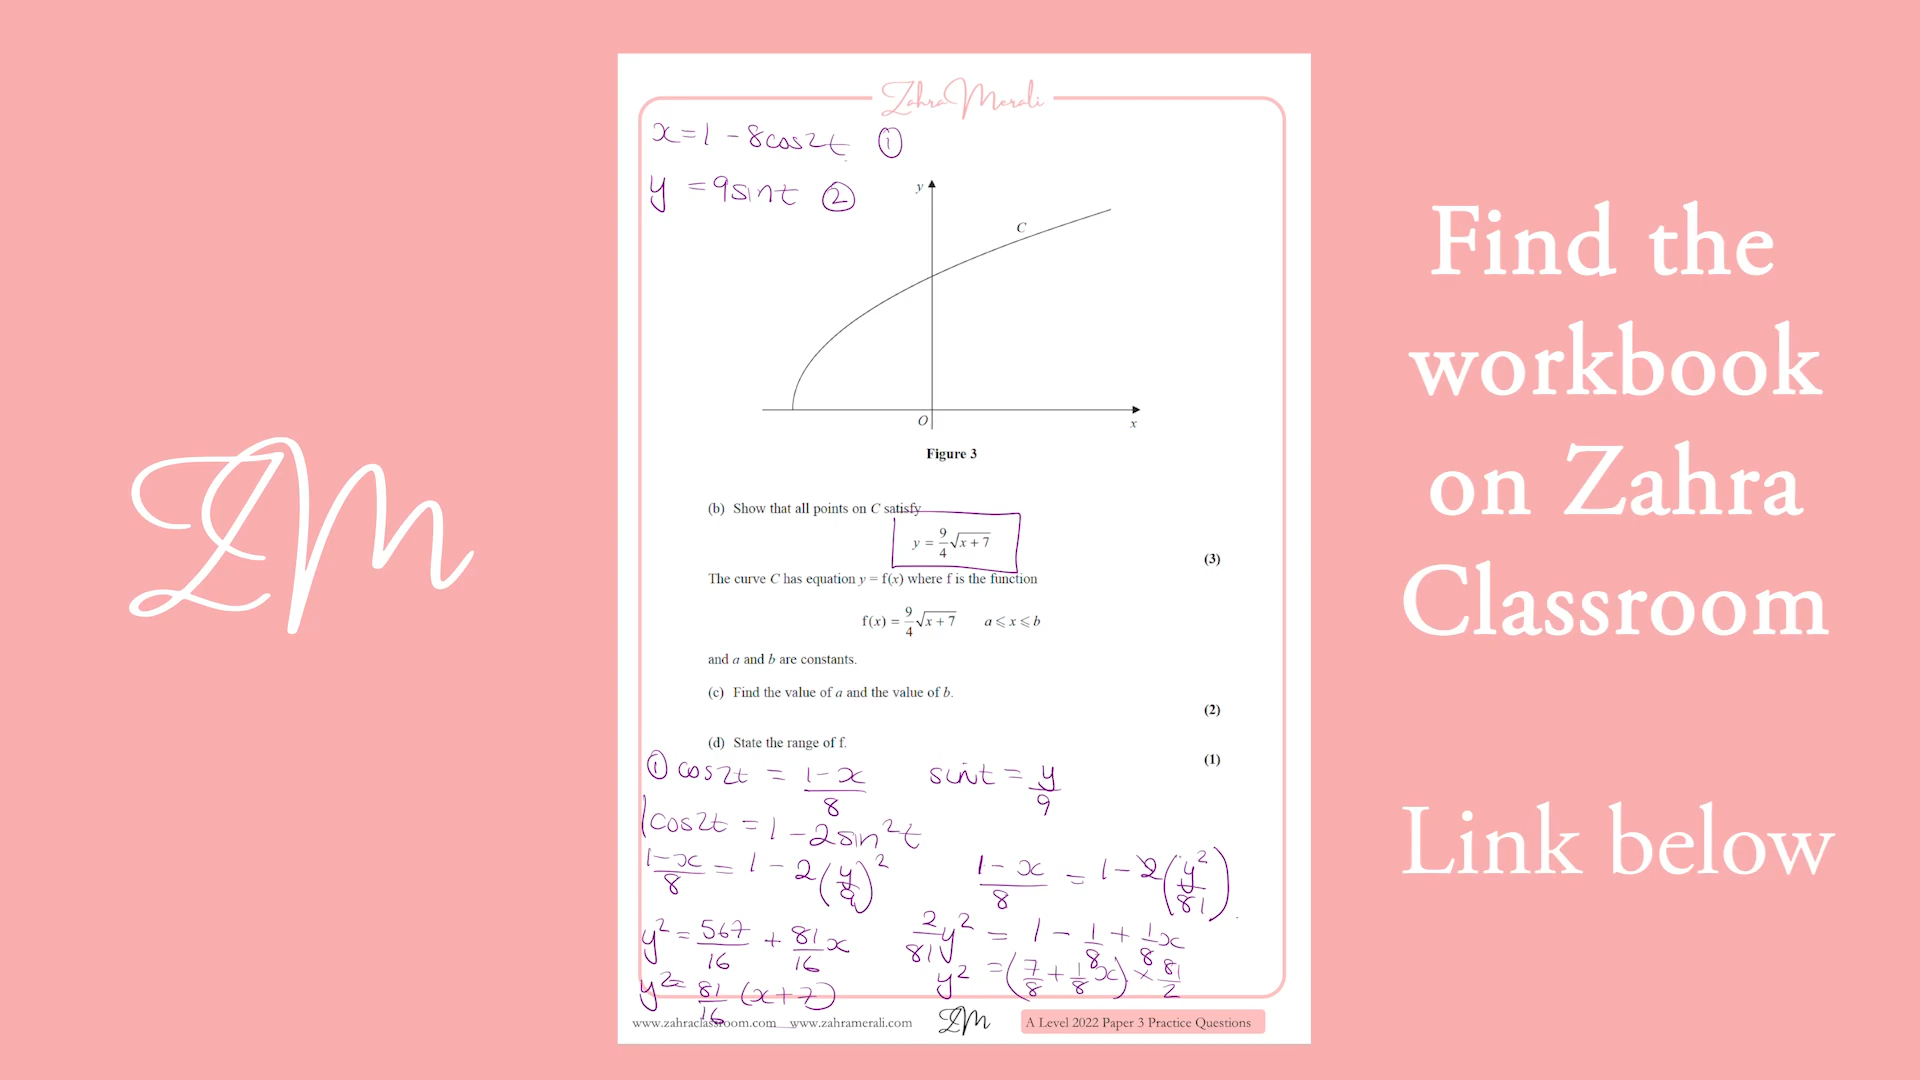 Zahra Merali
x = 1 - 8cos2t ①
y = 9sint ②
y
C
O
x
Figure 3
(b) Show that all points on C satisfy
y = 9/4 √x + 7
(3)
The curve C has equation y = f(x) where f is the function
f(x) = 9/4 √x + 7 a ⩽ x ⩽ b
and a and b are constants.
(c) Find the value of a and the value of b.
(2)
(d) State the range of f.
(1)
① cos2t = 1-x/8 sint = y/9
cos2t = 1 - 2sin²t
1-x/8 = 1 - 2(y/9)² 1-x/8 = 1-2(y²/81)
y² = 567/16 + 81/16 x 2/81 y² = 1 - 1/8 + 1/8 x
y² = 81/16 (x+7) y² = (7/8 + 1/8 x) × 81/2
www.zahraclassroom.com www.zahramerali.com ZM A Level 2022 Paper 3 Practice Questions
ZM
Find the
workbook
on Zahra
Classroom
Link below